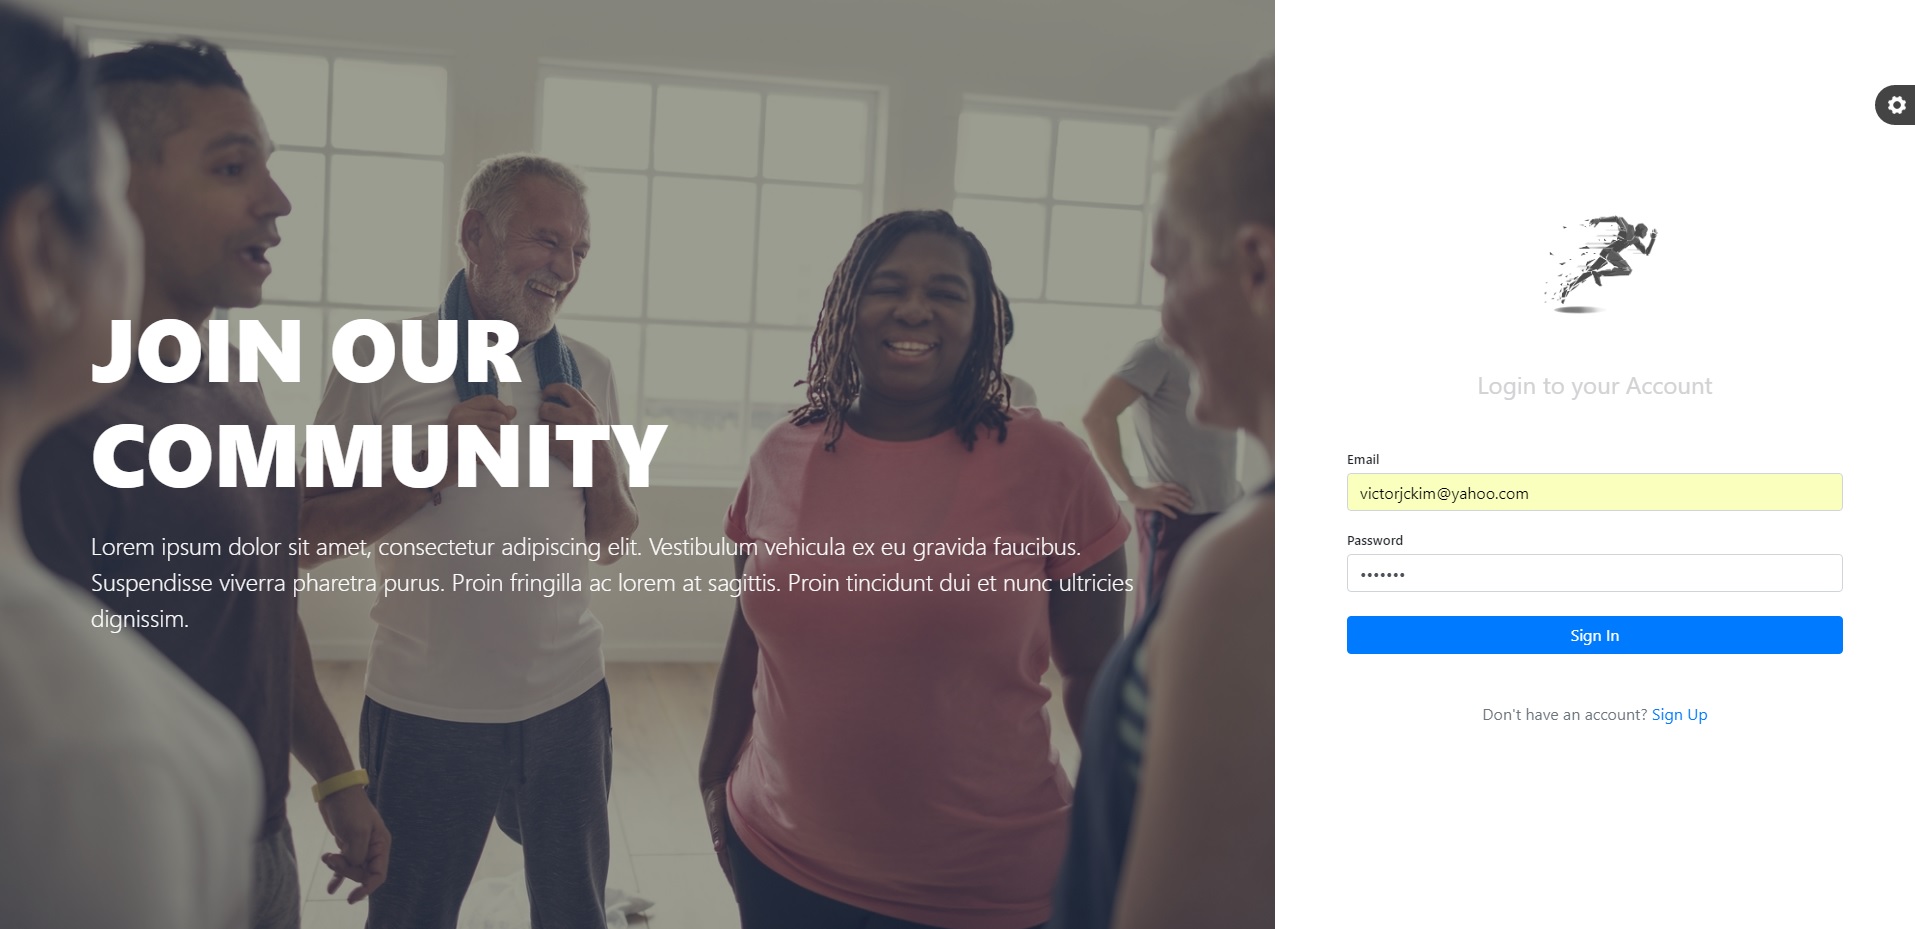 JOIN OUR
COMMUNITY
Lorem ipsum dolor sit amet, consectetur adipiscing elit. Vestibulum vehicula ex eu gravida faucibus.
Suspendisse viverra pharetra purus. Proin fringilla ac lorem at sagittis. Proin tincidunt dui et nunc ultricies
dignissim.
Login to your Account
Email
victorjckim@yahoo.com
Password
•••••••
Sign In
Don't have an account? Sign Up